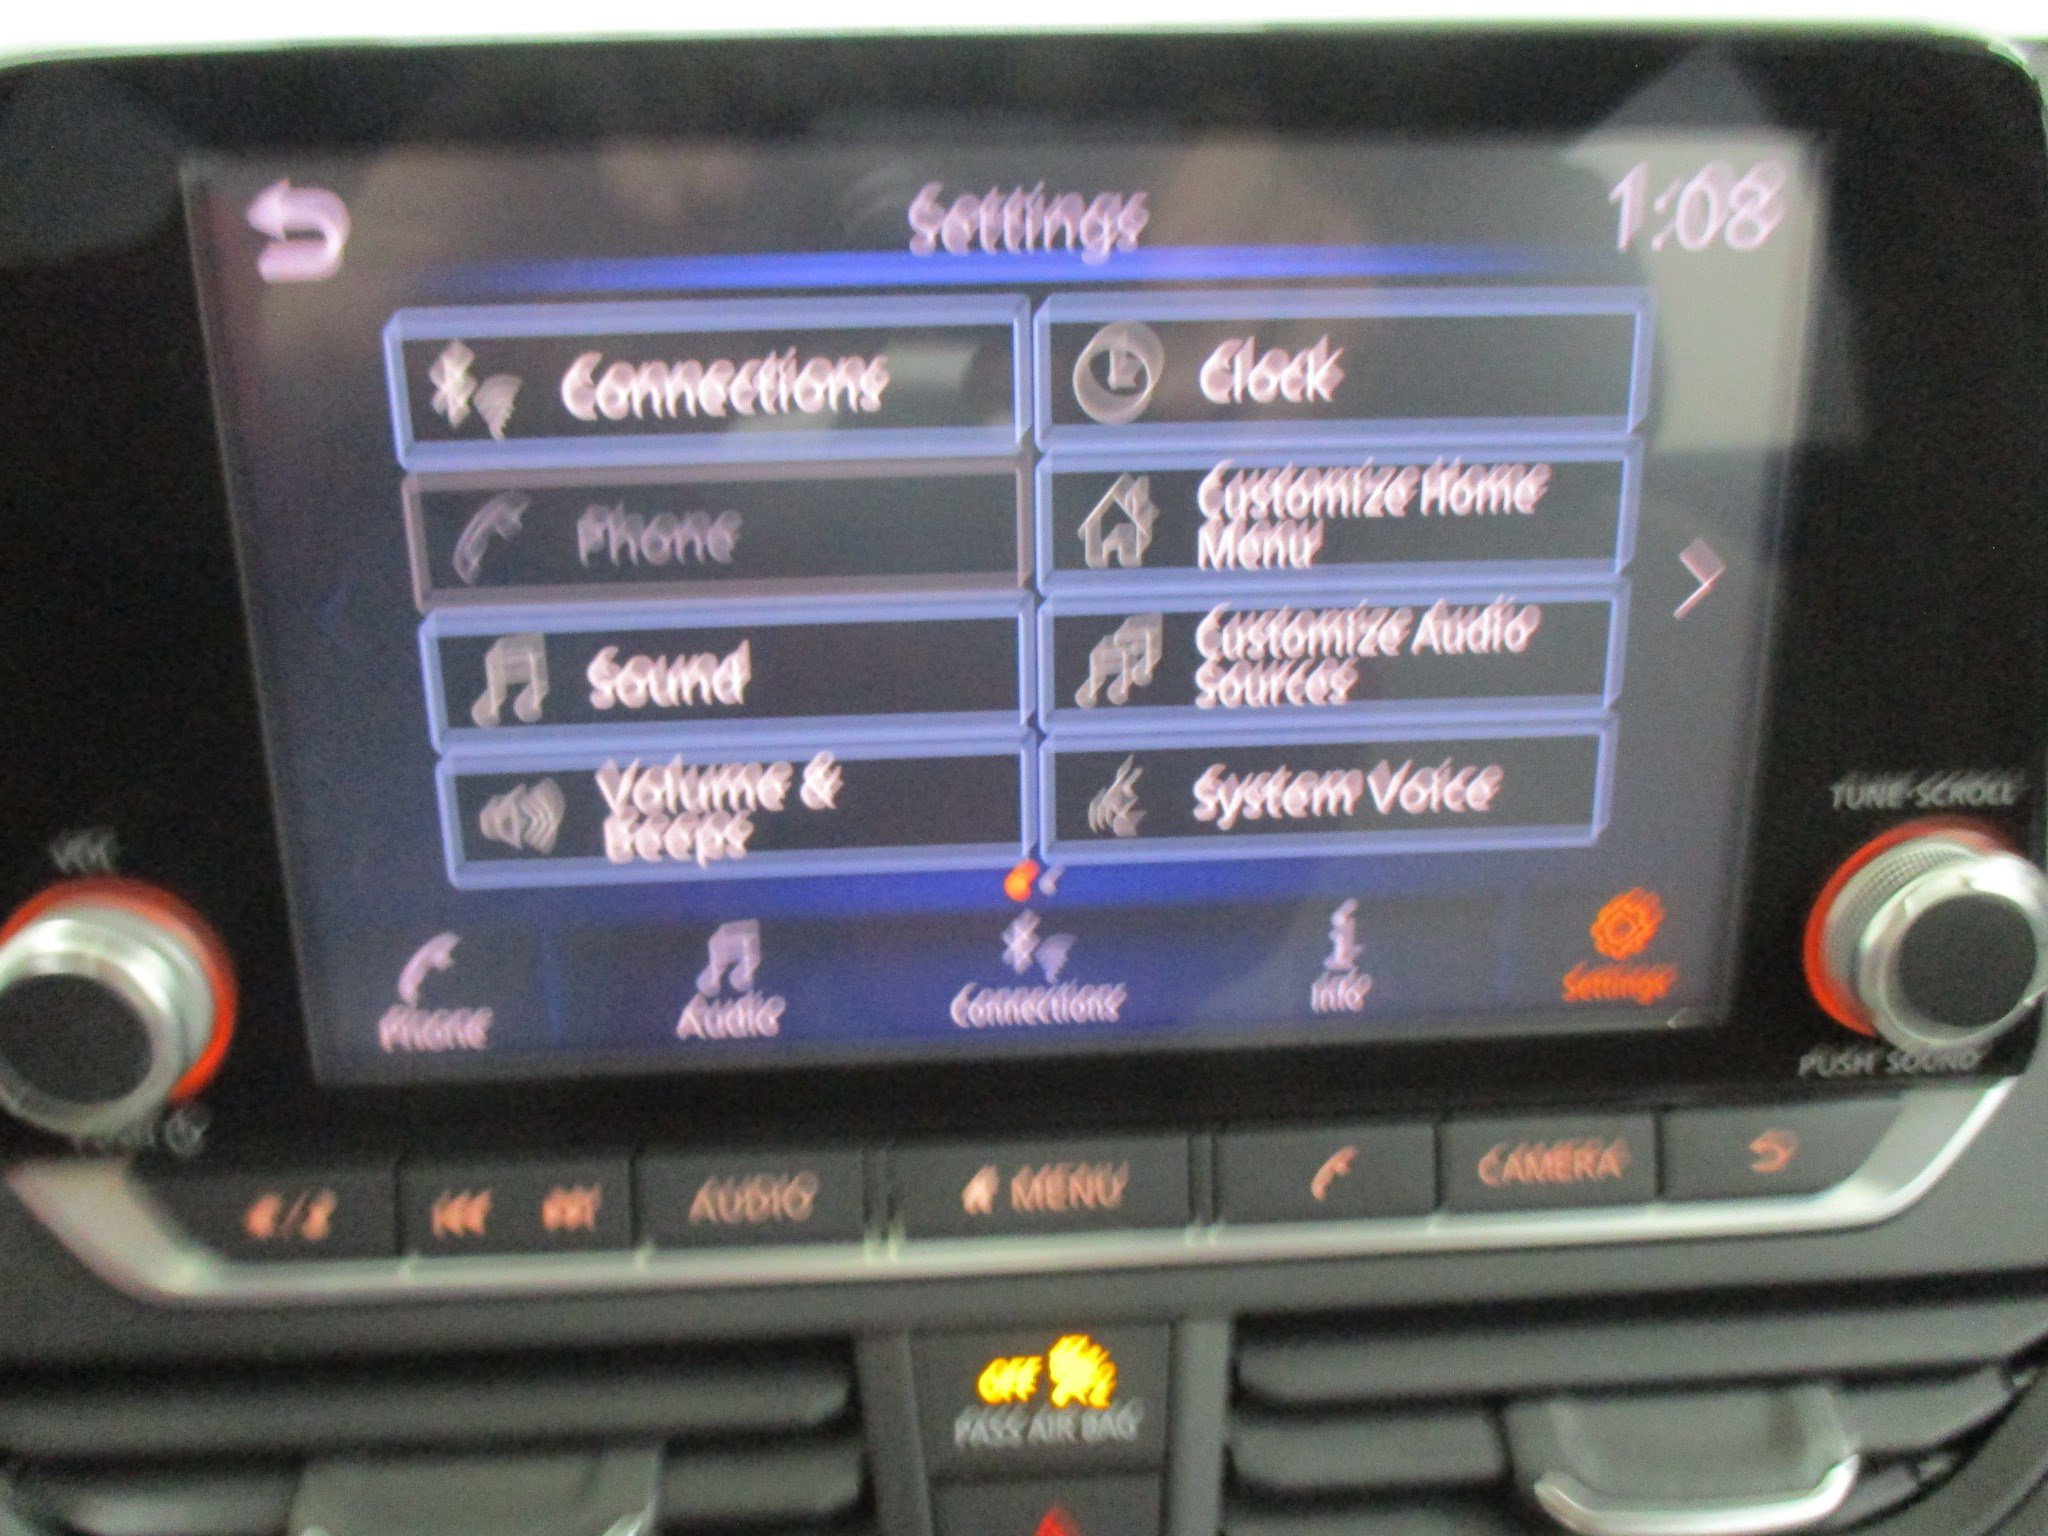 Settings
1:08
Connections
Clock
Phone
Customize Home
Menu
Sound
Customize Audio
Sources
Volume &
Beeps
System Voice
Phone
Audio
Connections
Info
Settings
VOL
TUNE·SCROLL
PUSH SOUND
AUDIO
MENU
CAMERA
OFF
PASS AIR BAG